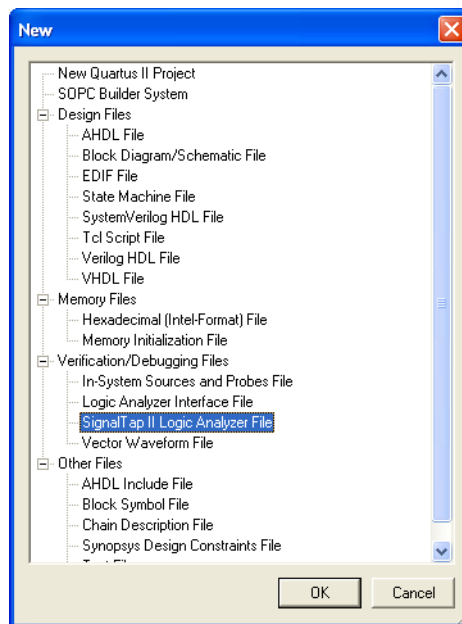 New
New Quartus II Project
SOPC Builder System
Design Files
AHDL File
Block Diagram/Schematic File
EDIF File
State Machine File
SystemVerilog HDL File
Tcl Script File
Verilog HDL File
VHDL File
Memory Files
Hexadecimal (Intel-Format) File
Memory Initialization File
Verification/Debugging Files
In-System Sources and Probes File
Logic Analyzer Interface File
SignalTap II Logic Analyzer File
Vector Waveform File
Other Files
AHDL Include File
Block Symbol File
Chain Description File
Synopsys Design Constraints File
OK
Cancel